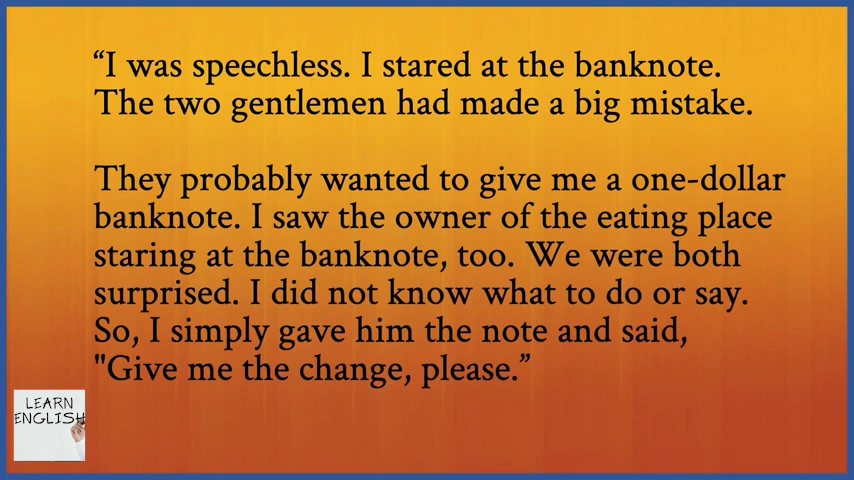 “I was speechless. I stared at the banknote.
The two gentlemen had made a big mistake.
They probably wanted to give me a one-dollar
banknote. I saw the owner of the eating place
staring at the banknote, too. We were both
surprised. I did not know what to do or say.
So, I simply gave him the note and said,
"Give me the change, please.”
LEARN
ENGLISH